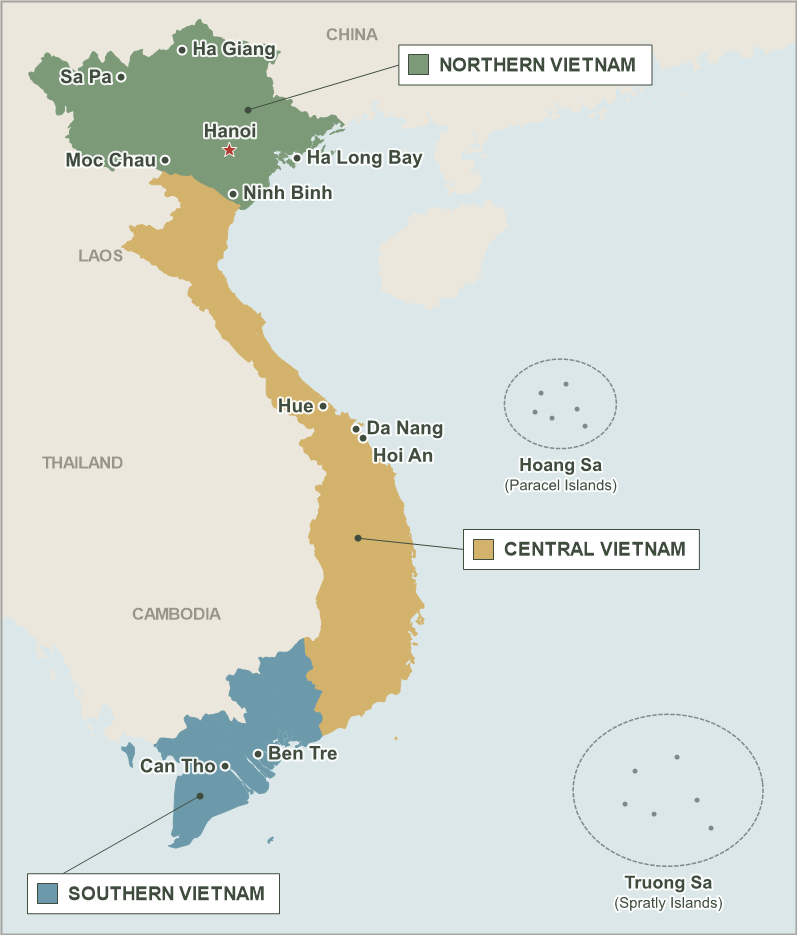 CHINA
Ha Giang
NORTHERN VIETNAM
Sa Pa
Hanoi
Moc Chau
Ha Long Bay
Ninh Binh
LAOS
Hue
Da Nang
Hoi An
THAILAND
Hoang Sa
(Paracel Islands)
CENTRAL VIETNAM
CAMBODIA
Ben Tre
Can Tho
SOUTHERN VIETNAM
Truong Sa
(Spratly Islands)